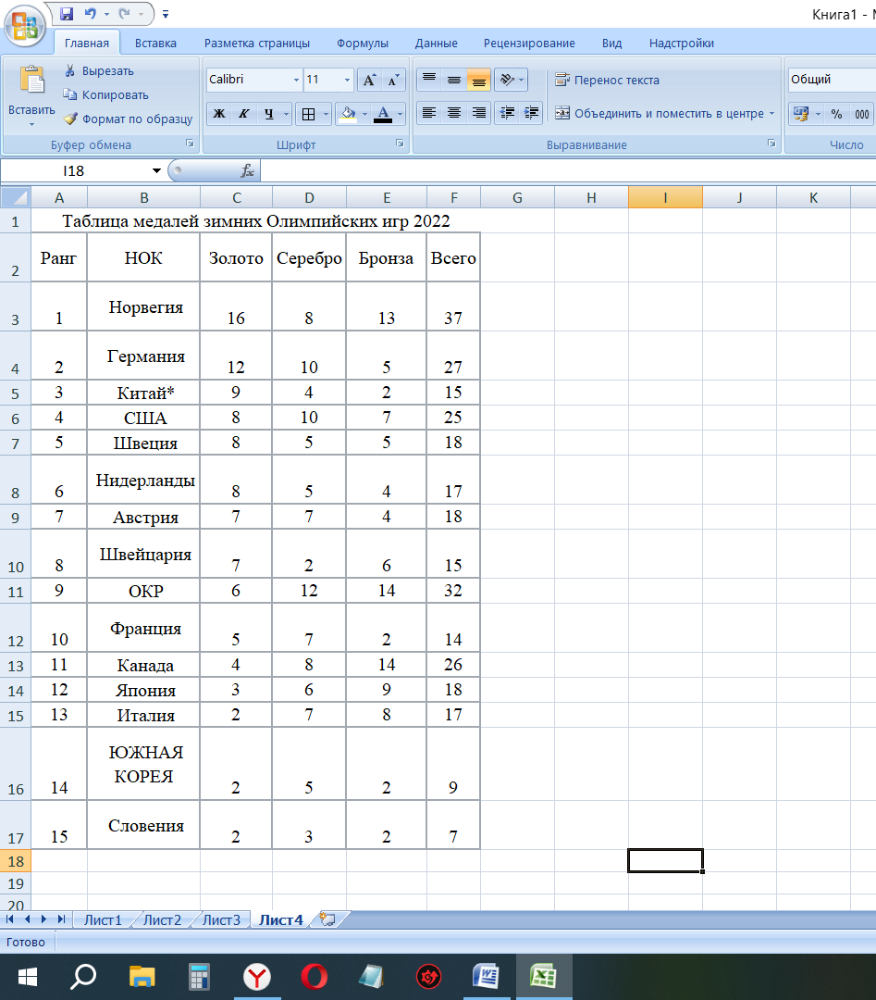 Книга1 - M
Главная Вставка Разметка страницы Формулы Данные Рецензирование Вид Надстройки
Вставить
Вырезать
Копировать
Формат по образцу
Буфер обмена
Calibri 11
Ж К Ч А
Шрифт
Перенос текста
Объединить и поместить в центре
Выравнивание
Общий
% 000
Число
I18 fx
A B C D E F G H I J K
1 Таблица медалей зимних Олимпийских игр 2022
2 Ранг НОК Золото Серебро Бронза Всего
3 1 Норвегия 16 8 13 37
4 2 Германия 12 10 5 27
5 3 Китай* 9 4 2 15
6 4 США 8 10 7 25
7 5 Швеция 8 5 5 18
8 6 Нидерланды 8 5 4 17
9 7 Австрия 7 7 4 18
10 8 Швейцария 7 2 6 15
11 9 ОКР 6 12 14 32
12 10 Франция 5 7 2 14
13 11 Канада 4 8 14 26
14 12 Япония 3 6 9 18
15 13 Италия 2 7 8 17
ЮЖНАЯ
КОРЕЯ
16 14 2 5 2 9
17 15 Словения 2 3 2 7
18
19
20
Лист1 Лист2 Лист3 Лист4
Готово